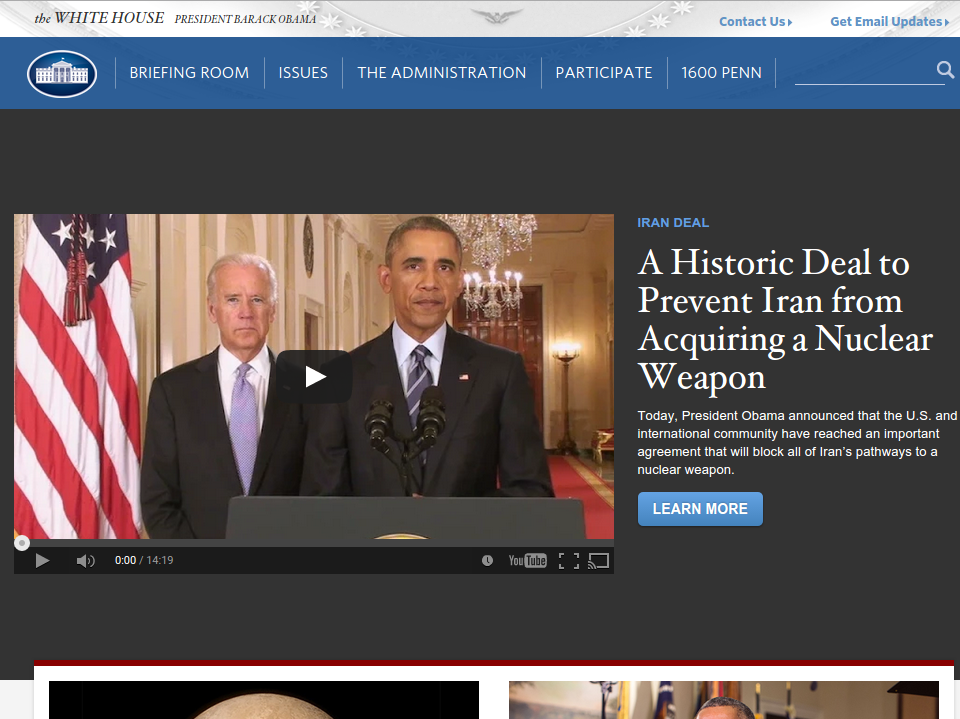 the WHITE HOUSE PRESIDENT BARACK OBAMA
Contact Us
Get Email Updates
BRIEFING ROOM
ISSUES
THE ADMINISTRATION
PARTICIPATE
1600 PENN
IRAN DEAL
A Historic Deal to
Prevent Iran from
Acquiring a Nuclear
Weapon
Today, President Obama announced that the U.S. and
international community have reached an important
agreement that will block all of Iran’s pathways to a
nuclear weapon.
LEARN MORE
0:00 / 14:19
YouTube